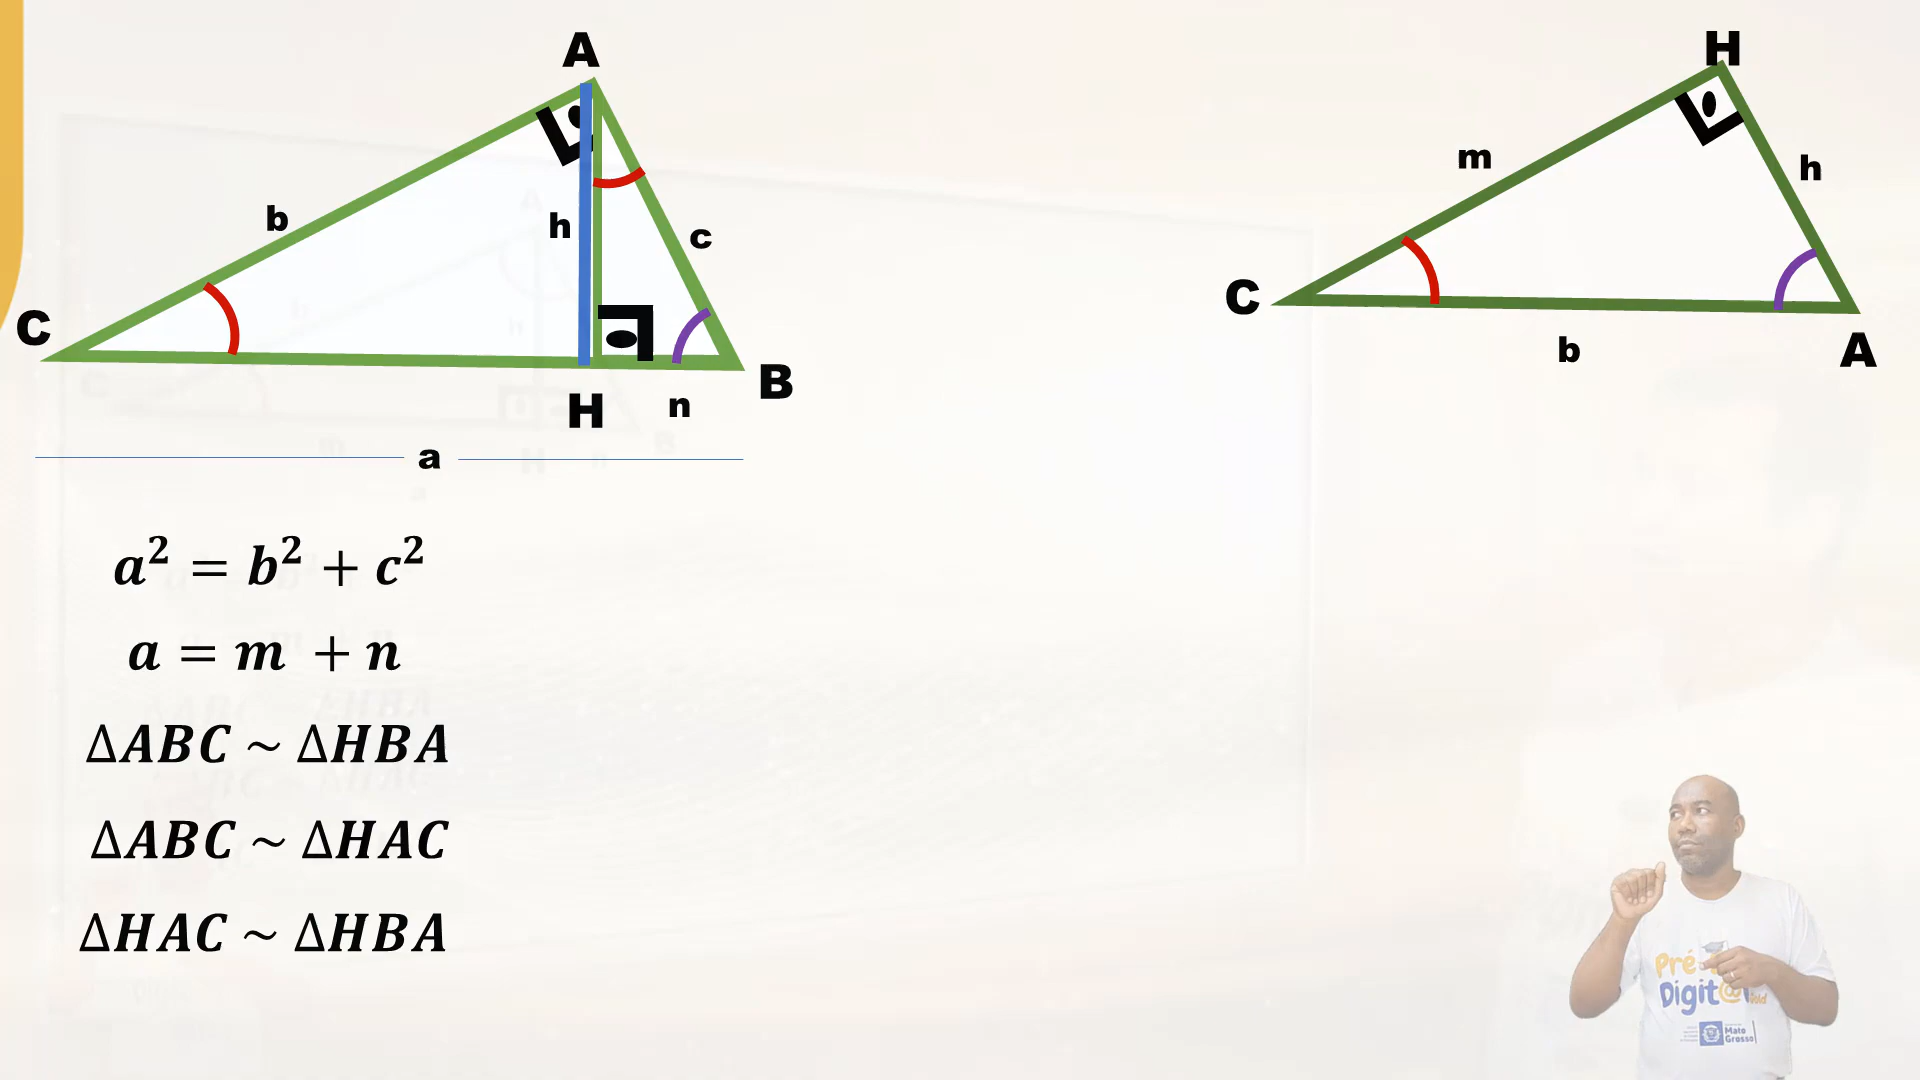 A
b
h
c
C
B
H
n
a
H
m
h
C
b
A
a² = b² + c²
a = m + n
ΔABC ~ ΔHBA
ΔABC ~ ΔHAC
ΔHAC ~ ΔHBA
Pré
Digit@l
Mato
Grosso